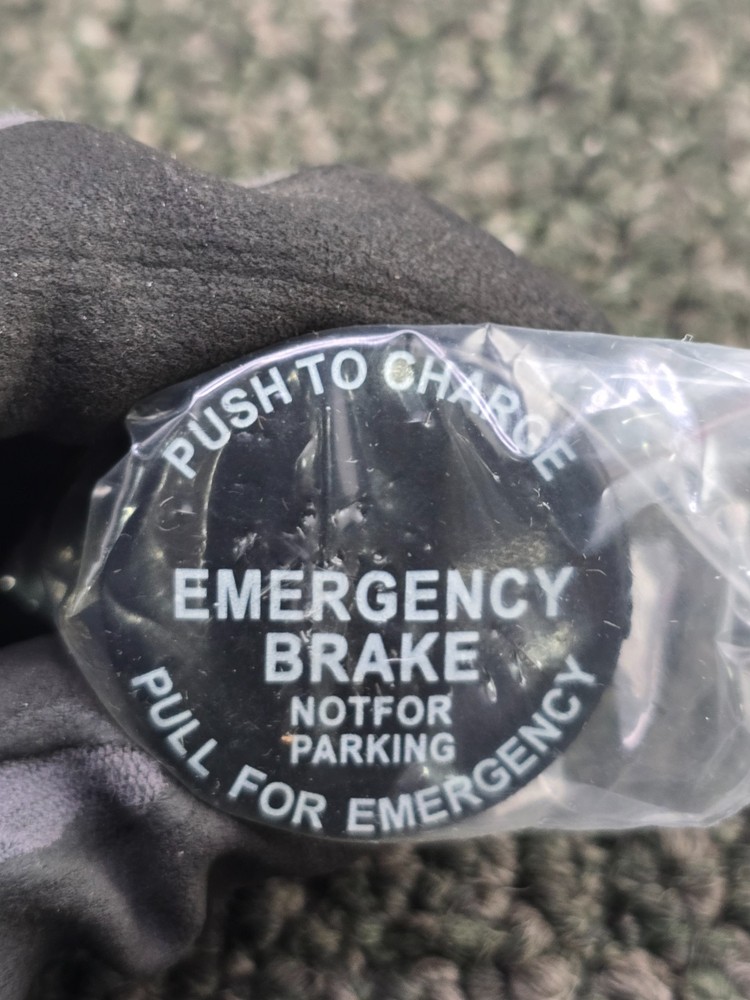 PUSH TO CHARGE
EMERGENCY
BRAKE
NOTFOR
PARKING
PULL FOR EMERGENCY